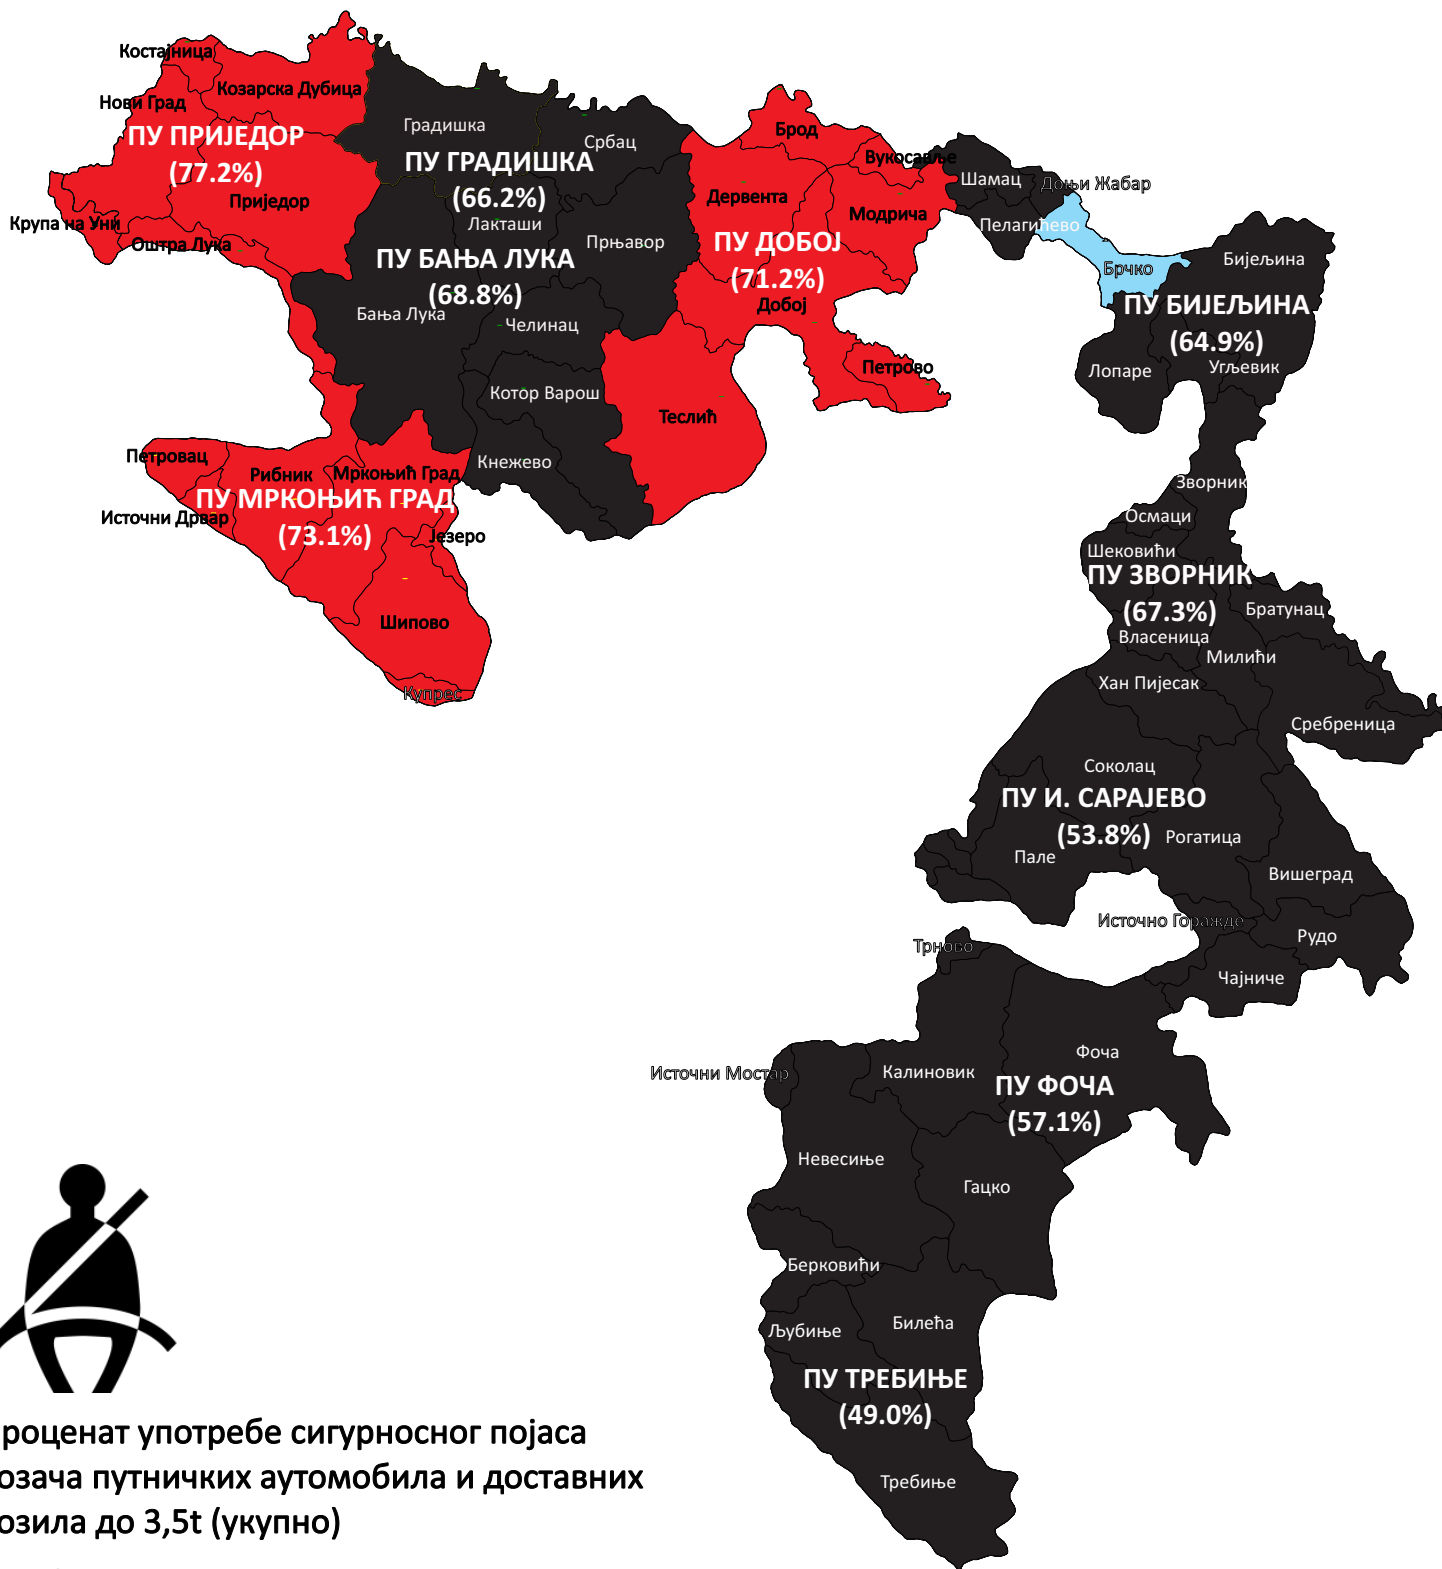 Костајница
Козарска Дубица
Нови Град
ПУ ПРИЈЕДОР
(77.2%)
Приједор
Крупа на Уни
Оштра Лука
Градишка
Србац
ПУ ГРАДИШКА
(66.2%)
Лакташи
Прњавор
ПУ БАЊА ЛУКА
(68.8%)
Бања Лука
Челинац
Котор Варош
Кнежево
Брод
Вукосавље
Дервента
Модрича
ПУ ДОБОЈ
(71.2%)
Добој
Петрово
Теслић
Шамац
Доњи Жабар
Пелагићево
Брчко
Бијељина
ПУ БИЈЕЉИНА
(64.9%)
Лопаре
Угљевик
Петровац
Рибник
Мркоњић Град
ПУ МРКОЊИЋ ГРАД
(73.1%)
Источни Дрвар
Језеро
Шипово
Купрес
Зворник
Осмаци
Шековићи
ПУ ЗВОРНИК
(67.3%)
Братунац
Власеница
Милићи
Хан Пијесак
Сребреница
Соколац
ПУ И. САРАЈЕВО
(53.8%)
Рогатица
Пале
Вишеград
Источно Горажде
Рудо
Трново
Чајниче
Фоча
Источни Мостар
Калиновик
ПУ ФОЧА
(57.1%)
Невесиње
Гацко
Берковићи
Љубиње
Билећа
ПУ ТРЕБИЊЕ
(49.0%)
Требиње
роценат употребе сигурносног појаса
озача путничких аутомобила и доставних
озила до 3,5t (укупно)